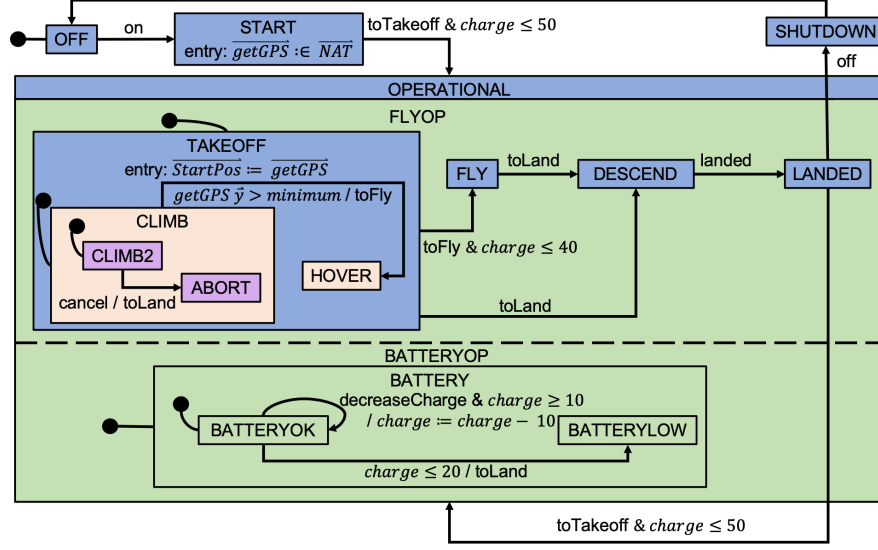 OFF
on
START
entry: getGPS :∈ NAT
toTakeoff & charge ≤ 50
SHUTDOWN
off
OPERATIONAL
FLYOP
TAKEOFF
entry: StartPos ≔ getGPS
getGPS y⃗ > minimum / toFly
CLIMB
CLIMB2
ABORT
cancel / toLand
HOVER
FLY
toLand
DESCEND
landed
LANDED
toFly & charge ≤ 40
toLand
BATTERYOP
BATTERY
decreaseCharge & charge ≥ 10
/ charge ≔ charge − 10
BATTERYOK
BATTERYLOW
charge ≤ 20 / toLand
toTakeoff & charge ≤ 50